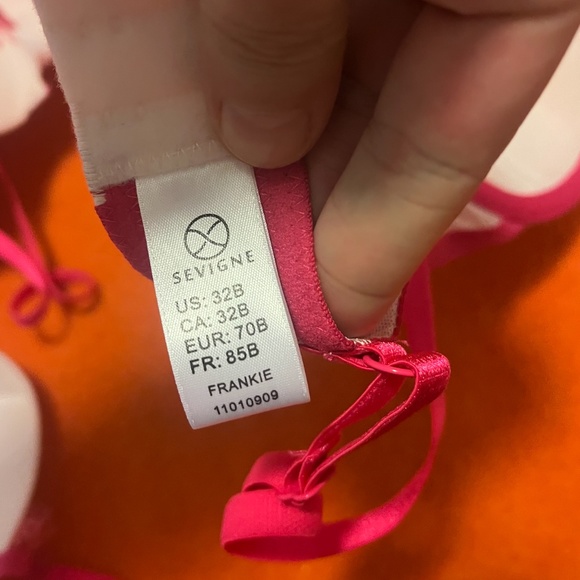 SEVIGNE
US: 32B
CA: 32B
EUR: 70B
FR: 85B
FRANKIE
11010909